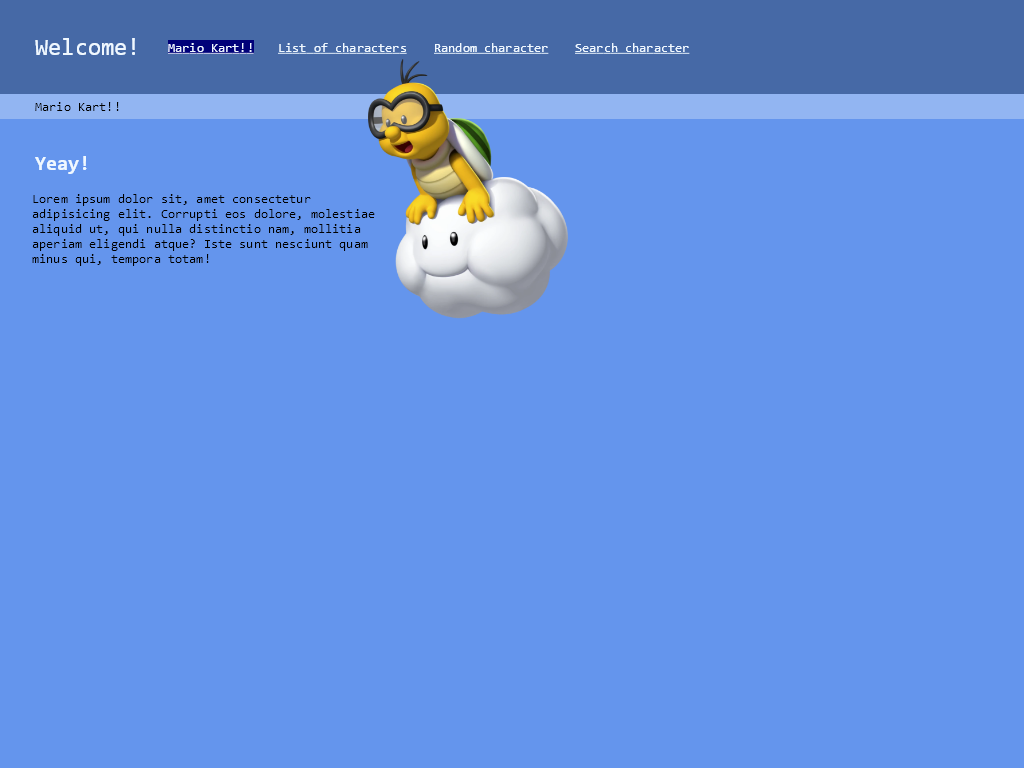 Welcome!
Mario Kart!! List of characters Random character Search character
Mario Kart!!
Yeay!
Lorem ipsum dolor sit, amet consectetur
adipisicing elit. Corrupti eos dolore, molestiae
aliquid ut, qui nulla distinctio nam, mollitia
aperiam eligendi atque? Iste sunt nesciunt quam
minus qui, tempora totam!